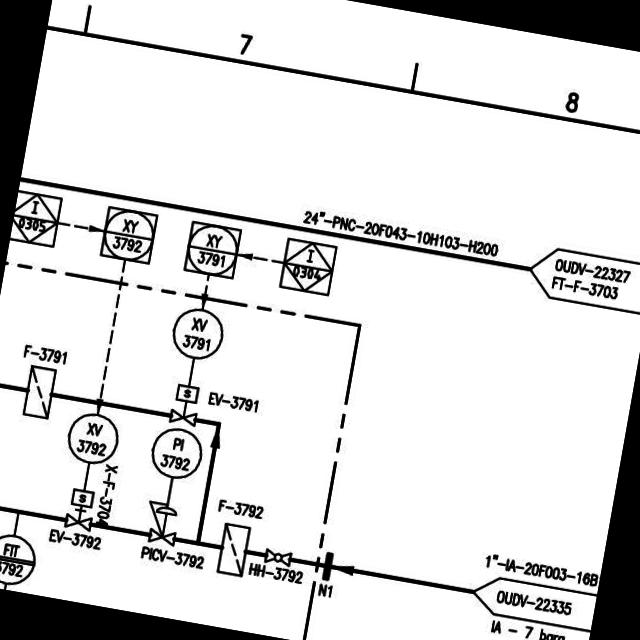 7
8
24"-PNC-20F043-10H103-H200
OUDV-22327
FT-F-3703
I
0305
XY
3792
XY
3791
I
0304
XV
3791
F-3791
S
EV-3791
XV
3792
PI
3792
S
F-3792
EV-3792
PICV-3792
HH-3792
N1
FIT
3792
1"-IA-20F003-16B
OUDV-22335
IA - 7 barg